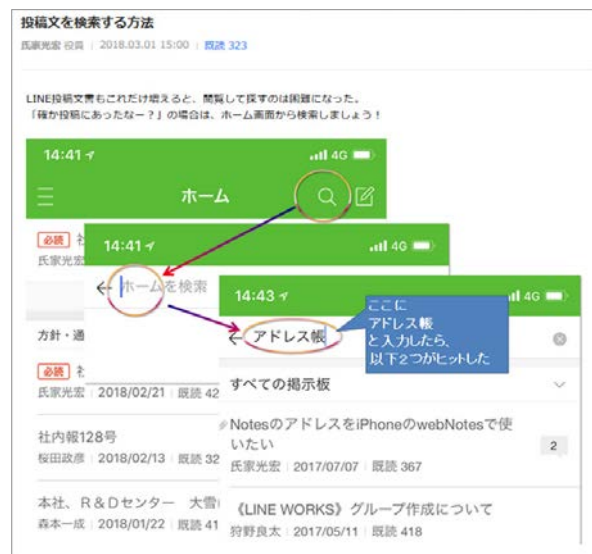 投稿文を検索する方法
氏家光宏 役員 | 2018.03.01 15:00 | 既読 323
LINE投稿文書もこれだけ増えると、閲覧して探すのは困難になった。
「確か投稿にあったなー？」の場合は、ホーム画面から検索しましょう！
14:41 4G
ホーム
必読 社
氏家光宏
14:41 4G
ホームを検索
方針・通
必読 社
氏家光宏 | 2018/02/21 | 既読 42
社内報128号
桜田政彦 | 2018/02/13 | 既読 32
本社、R＆Dセンター 大雪
森本一成 | 2018/01/22 | 既読 41
14:43 4G
アドレス帳
ここに
アドレス帳
と入力したら、
以下2つがヒットした
すべての掲示板
NotesのアドレスをiPhoneのwebNotesで使
いたい
2
氏家光宏 | 2017/07/07 | 既読 367
《LINE WORKS》グループ作成について
狩野良太 | 2017/05/11 | 既読 418